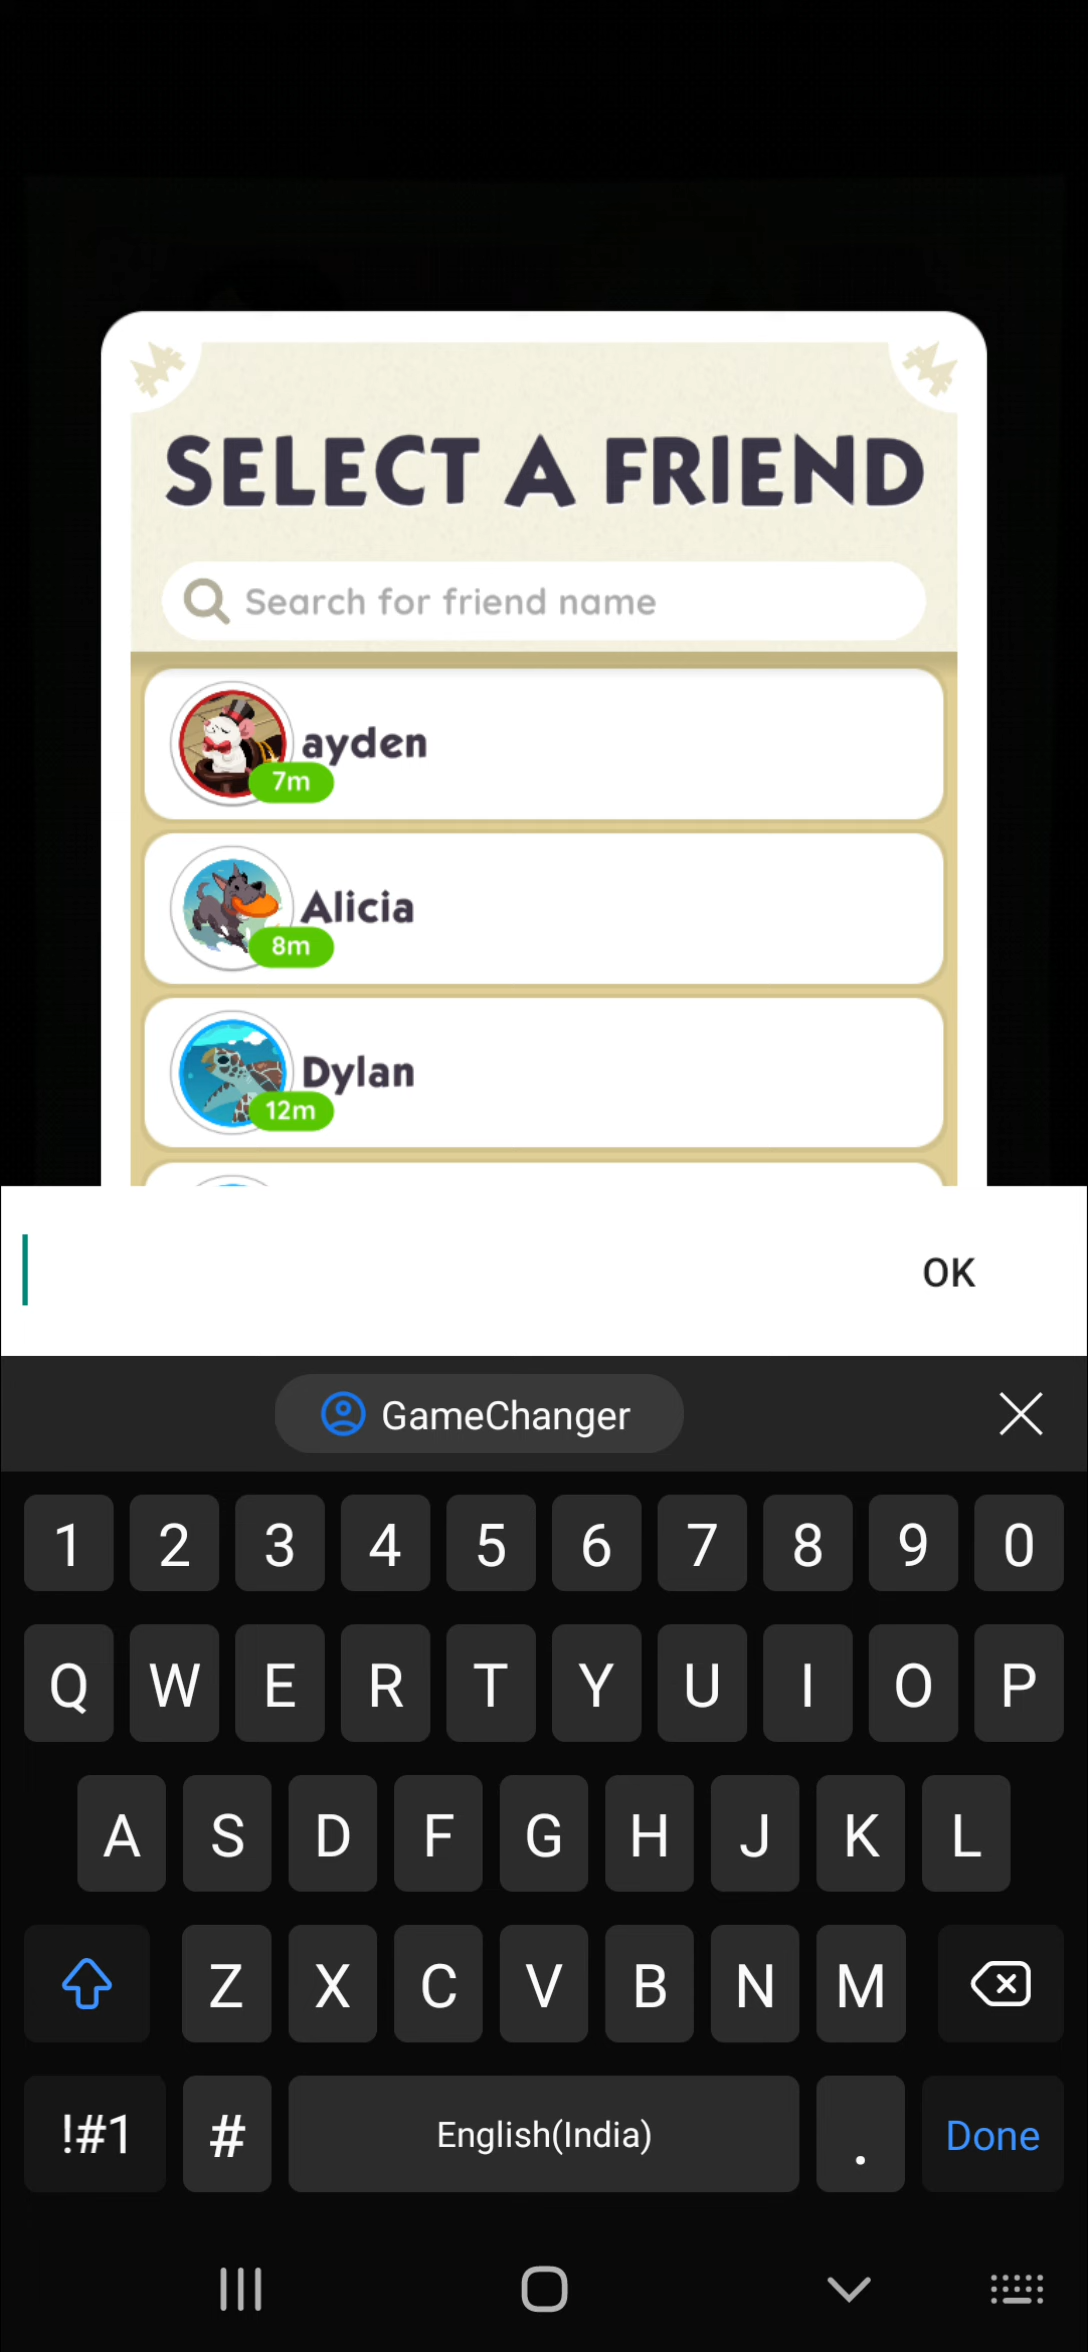 SELECT A FRIEND
Search for friend name
ayden
7m
Alicia
8m
Dylan
12m
OK
GameChanger
1 2 3 4 5 6 7 8 9 0
Q W E R T Y U I O P
A S D F G H J K L
Z X C V B N M
!#1 # English(India) . Done